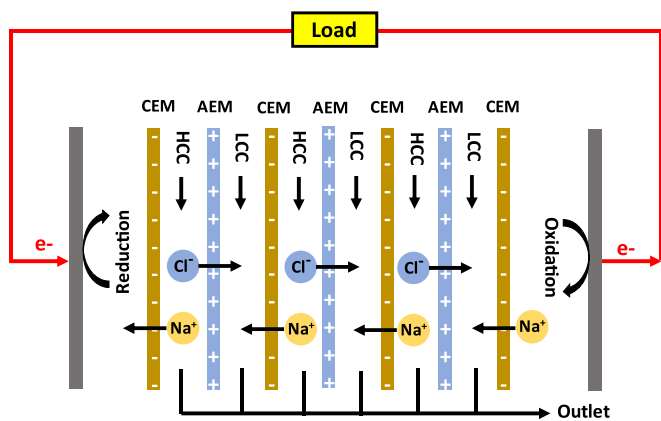 Load
CEM AEM CEM AEM CEM AEM CEM
HCC LCC HCC LCC HCC LCC
e-
Reduction
Oxidation
e-
Cl⁻ Cl⁻ Cl⁻
Na⁺ Na⁺ Na⁺ Na⁺
Outlet